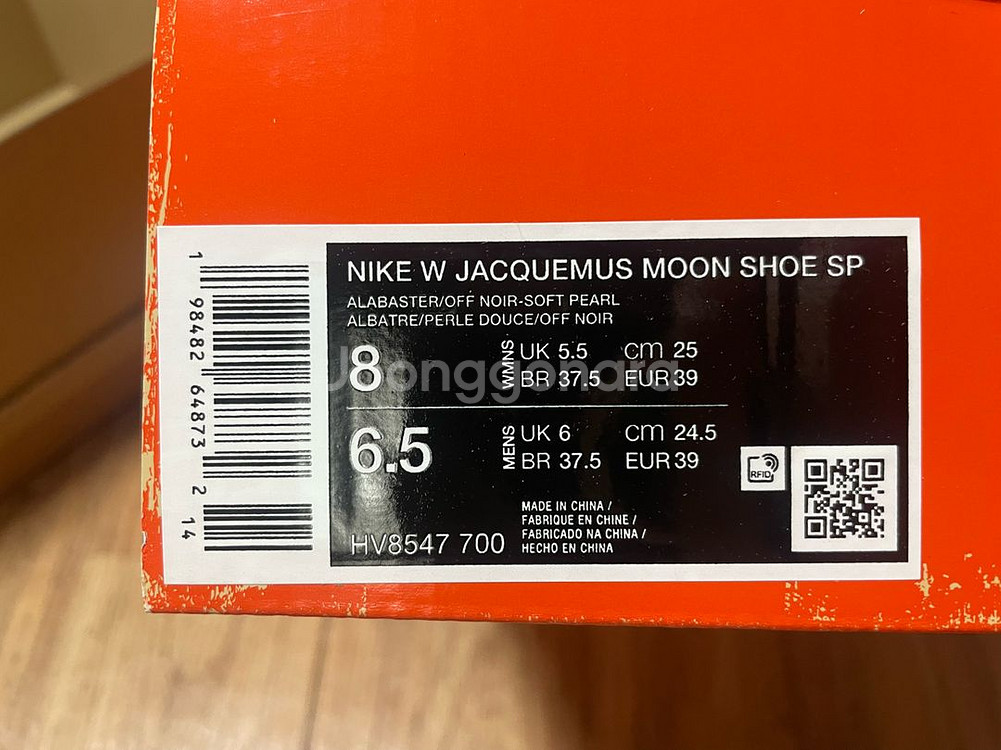 NIKE W JACQUEMUS MOON SHOE SP
ALABASTER/OFF NOIR-SOFT PEARL
ALBATRE/PERLE DOUCE/OFF NOIR
8 WMNS UK 5.5 cm 25
BR 37.5 EUR 39
6.5 MENS UK 6 cm 24.5
BR 37.5 EUR 39
HV8547 700
MADE IN CHINA /
FABRIQUE EN CHINE /
FABRICADO NA CHINA /
HECHO EN CHINA
RFID
1 98482 64873 2 14
Joonggonara